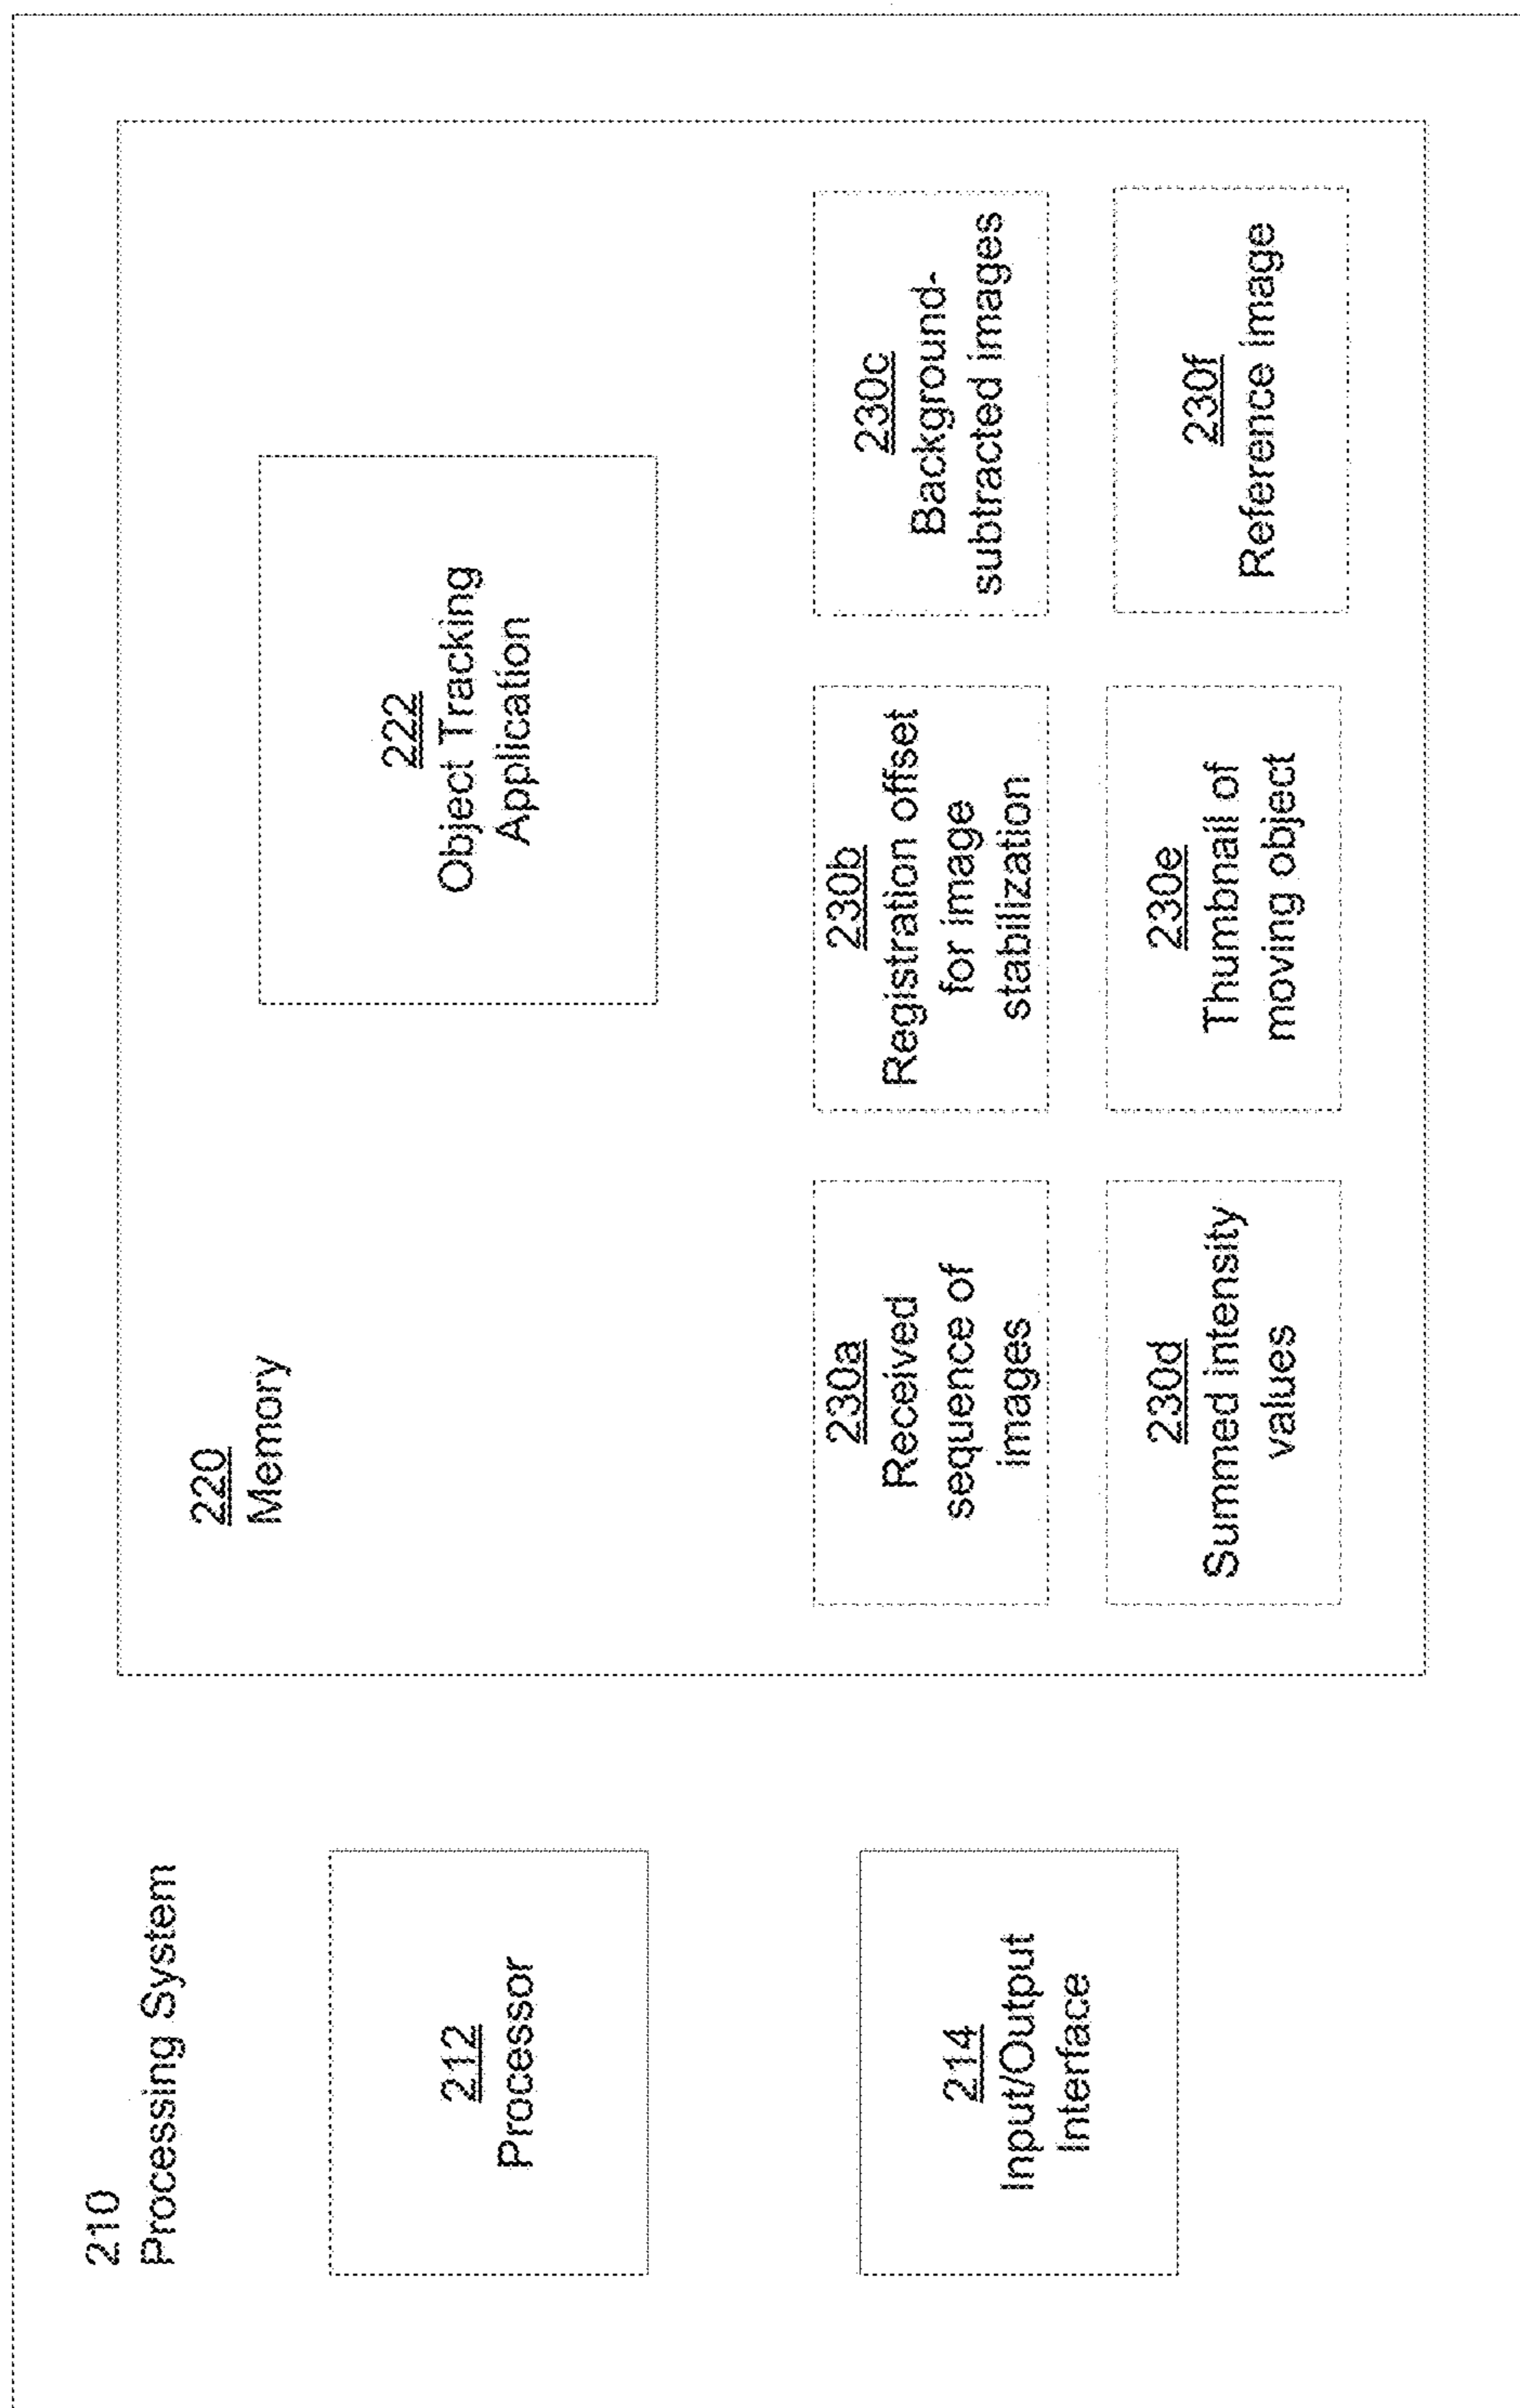 210
Processing System
212
Processor
214
Input/Output
Interface
220
Memory
222
Object Tracking
Application
230a
Received
sequence of
images
230b
Registration offset
for image
stabilization
230c
Background-
subtracted images
230d
Summed intensity
values
230e
Thumbnail of
moving object
230f
Reference image